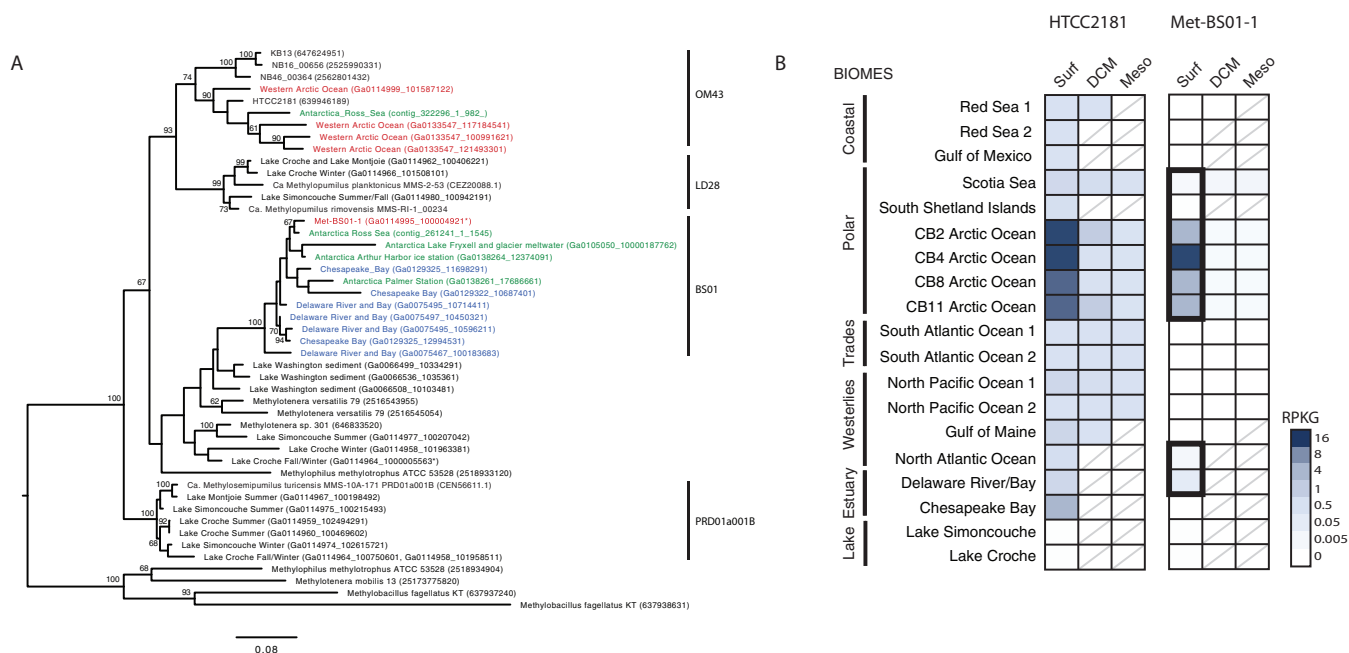 A
KB13 (647624951)
NB16_00656 (2525990331)
NB46_00364 (2562801432)
Western Arctic Ocean (Ga0114999_101587122)
HTCC2181 (639946189)
Antarctica_Ross_Sea (contig_322296_1_982_)
Western Arctic Ocean (Ga0133547_117184541)
Western Arctic Ocean (Ga0133547_100991621)
Western Arctic Ocean (Ga0133547_121493301)
Lake Croche and Lake Montjoie (Ga0114962_100406221)
Lake Croche Winter (Ga0114966_101508101)
Ca Methylopumilus planktonicus MMS-2-53 (CEZ20088.1)
Lake Simoncouche Summer/Fall (Ga0114980_100942191)
Ca. Methylopumilus rimovensis MMS-RI-1_00234
Met-BS01-1 (Ga0114995_100004921*)
Antarctica Ross Sea (contig_261241_1_1545)
Antarctica Lake Fryxell and glacier meltwater (Ga0105050_10000187762)
Antarctica Arthur Harbor ice station (Ga0138264_12374091)
Chesapeake_Bay (Ga0129325_11698291)
Antarctica Palmer Station (Ga0138261_17686661)
Chesapeake Bay (Ga0129322_10687401)
Delaware River and Bay (Ga0075495_10714411)
Delaware River and Bay (Ga0075497_10450321)
Delaware River and Bay (Ga0075495_10596211)
Chesapeake Bay (Ga0129325_12994531)
Delaware River and Bay (Ga0075467_100183683)
Lake Washington sediment (Ga0066499_10334291)
Lake Washington sediment (Ga0066536_1035361)
Lake Washington sediment (Ga0066508_10103481)
Methylotenera versatilis 79 (2516543955)
Methylotenera versatilis 79 (2516545054)
Methylotenera sp. 301 (646833520)
Lake Simoncouche Summer (Ga0114977_100207042)
Lake Croche Winter (Ga0114958_101963381)
Lake Croche Fall/Winter (Ga0114964_1000005563*)
Methylophilus methylotrophus ATCC 53528 (2518933120)
Ca. Methylosemipumilus turicensis MMS-10A-171 PRD01a001B (CEN56611.1)
Lake Montjoie Summer (Ga0114967_100198492)
Lake Simoncouche Summer (Ga0114975_100215493)
Lake Croche Summer (Ga0114959_102494291)
Lake Croche Summer (Ga0114960_100469602)
Lake Simoncouche Winter (Ga0114974_102615721)
Lake Croche Fall/Winter (Ga0114964_100750601, Ga0114958_101958511)
Methylophilus methylotrophus ATCC 53528 (2518934904)
Methylotenera mobilis 13 (25173775820)
Methylobacillus fagellatus KT (637937240)
Methylobacillus fagellatus KT (637938631)
100
100
74
90
61
90
93
99
99
73
67
67
100
70
94
100
62
100
100
100
92
68
68
100
93
0.08
OM43
LD28
BS01
PRD01a001B
B
HTCC2181
Met-BS01-1
BIOMES
Surf
DCM
Meso
Surf
DCM
Meso
Coastal
Red Sea 1
Red Sea 2
Gulf of Mexico
Polar
Scotia Sea
South Shetland Islands
CB2 Arctic Ocean
CB4 Arctic Ocean
CB8 Arctic Ocean
CB11 Arctic Ocean
Trades
South Atlantic Ocean 1
South Atlantic Ocean 2
Westerlies
North Pacific Ocean 1
North Pacific Ocean 2
Gulf of Maine
North Atlantic Ocean
Estuary
Delaware River/Bay
Chesapeake Bay
Lake
Lake Simoncouche
Lake Croche
RPKG
16
8
4
1
0.5
0.05
0.005
0